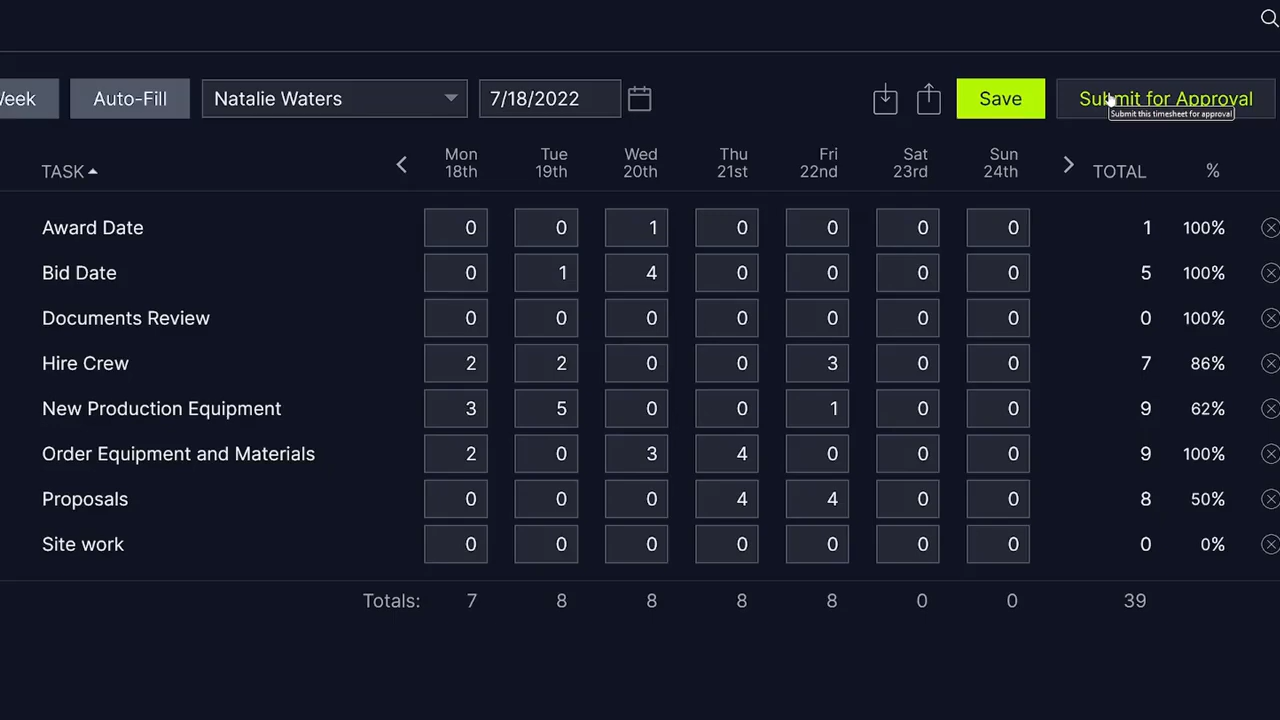 Week Auto-Fill Natalie Waters 7/18/2022 Save Submit for Approval
Submit this timesheet for approval
TASK Mon 18th Tue 19th Wed 20th Thu 21st Fri 22nd Sat 23rd Sun 24th TOTAL %
Award Date 0 0 1 0 0 0 0 1 100%
Bid Date 0 1 4 0 0 0 0 5 100%
Documents Review 0 0 0 0 0 0 0 0 100%
Hire Crew 2 2 0 0 3 0 0 7 86%
New Production Equipment 3 5 0 0 1 0 0 9 62%
Order Equipment and Materials 2 0 3 4 0 0 0 9 100%
Proposals 0 0 0 4 4 0 0 8 50%
Site work 0 0 0 0 0 0 0 0 0%
Totals: 7 8 8 8 8 0 0 39